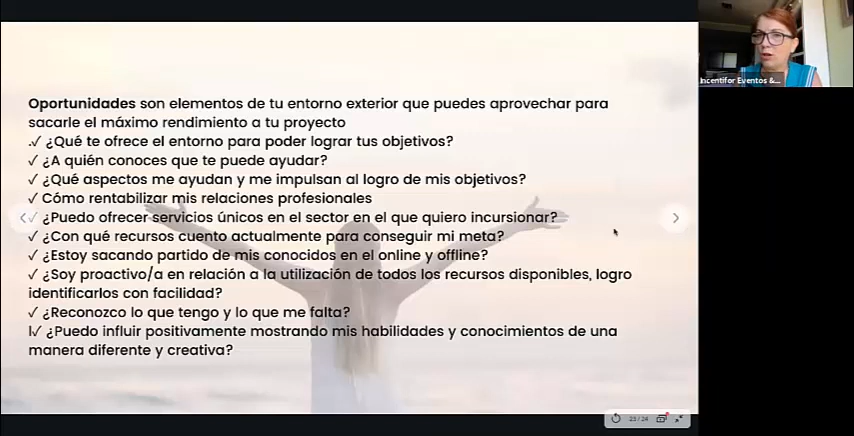 Oportunidades son elementos de tu entorno exterior que puedes aprovechar para
sacarle el máximo rendimiento a tu proyecto
.✓ ¿Qué te ofrece el entorno para poder lograr tus objetivos?
✓ ¿A quién conoces que te puede ayudar?
✓ ¿Qué aspectos me ayudan y me impulsan al logro de mis objetivos?
✓ Cómo rentabilizar mis relaciones profesionales
✓ ¿Puedo ofrecer servicios únicos en el sector en el que quiero incursionar?
✓ ¿Con qué recursos cuento actualmente para conseguir mi meta?
✓ ¿Estoy sacando partido de mis conocidos en el online y offline?
✓ ¿Soy proactivo/a en relación a la utilización de todos los recursos disponibles, logro
identificarlos con facilidad?
✓ ¿Reconozco lo que tengo y lo que me falta?
l✓ ¿Puedo influir positivamente mostrando mis habilidades y conocimientos de una
manera diferente y creativa?
Incentifor Eventos &...
23 / 24